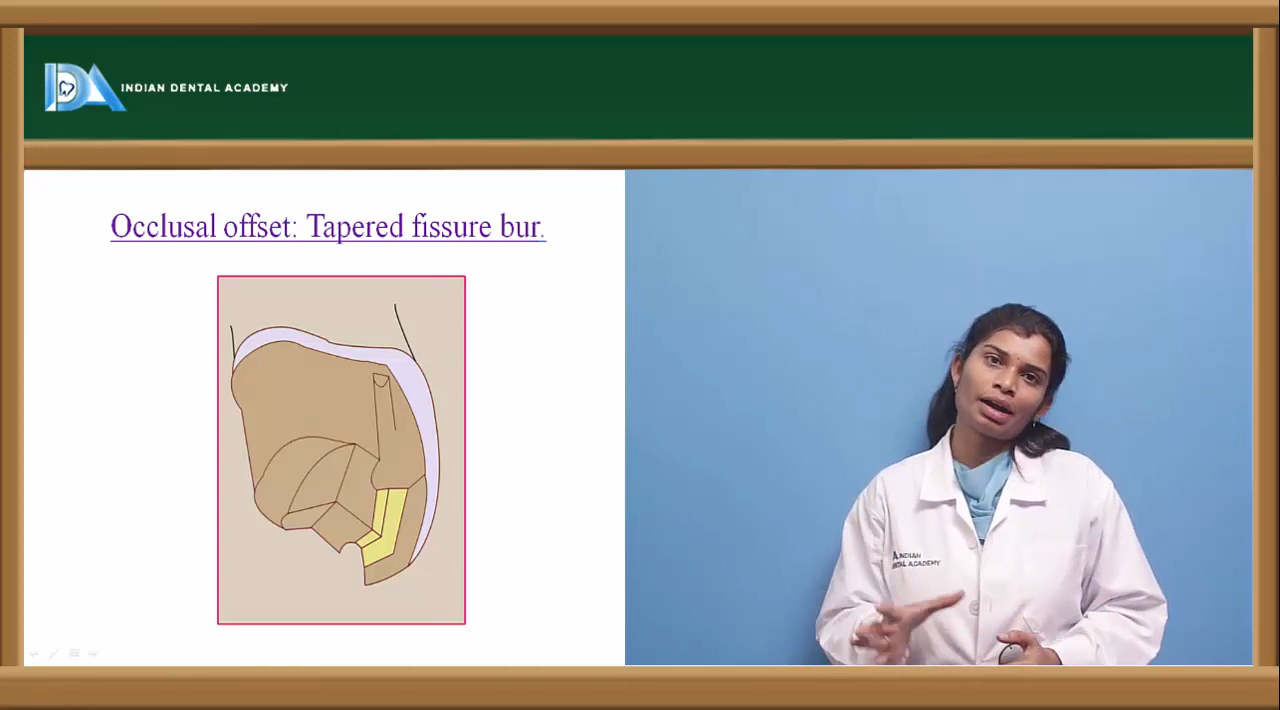 INDIAN DENTAL ACADEMY
Occlusal offset: Tapered fissure bur.
INDIAN
DENTAL ACADEMY